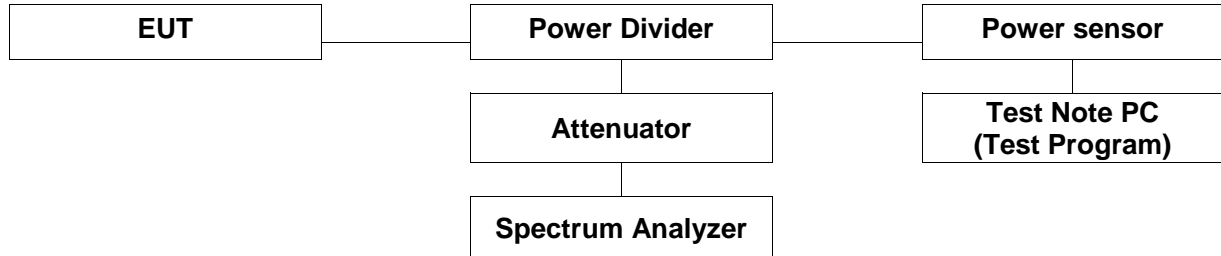 EUT
Power Divider
Power sensor
Attenuator
Test Note PC
(Test Program)
Spectrum Analyzer